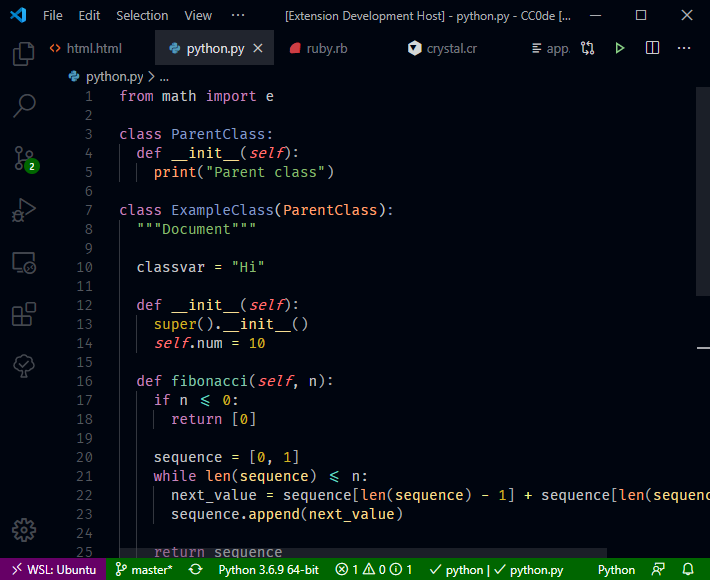 File Edit Selection View ··· [Extension Development Host] - python.py - CC0de [...
html.html python.py ruby.rb crystal.cr app.
python.py > ...
1 from math import e
2
3 class ParentClass:
4 def __init__(self):
5 print("Parent class")
6
7 class ExampleClass(ParentClass):
8 """Document"""
9
10 classvar = "Hi"
11
12 def __init__(self):
13 super().__init__()
14 self.num = 10
15
16 def fibonacci(self, n):
17 if n <= 0:
18 return [0]
19
20 sequence = [0, 1]
21 while len(sequence) <= n:
22 next_value = sequence[len(sequence) - 1] + sequence[len(sequenc
23 sequence.append(next_value)
24
25 return sequence
2
WSL: Ubuntu master* Python 3.6.9 64-bit 1 0 1 python | python.py Python